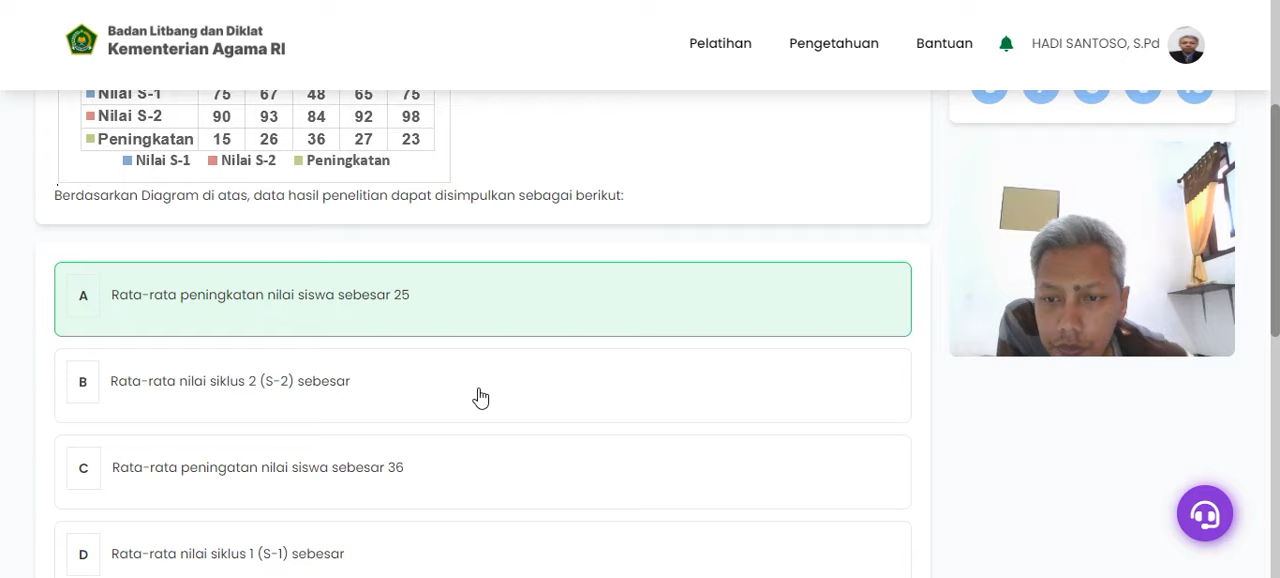 Badan Litbang dan Diklat
Kementerian Agama RI
Pelatihan Pengetahuan Bantuan HADI SANTOSO, S.Pd
Nilai S-1 75 67 48 65 75
Nilai S-2 90 93 84 92 98
Peningkatan 15 26 36 27 23
Nilai S-1 Nilai S-2 Peningkatan
Berdasarkan Diagram di atas, data hasil penelitian dapat disimpulkan sebagai berikut:
A Rata-rata peningkatan nilai siswa sebesar 25
B Rata-rata nilai siklus 2 (S-2) sebesar
C Rata-rata peningatan nilai siswa sebesar 36
D Rata-rata nilai siklus 1 (S-1) sebesar